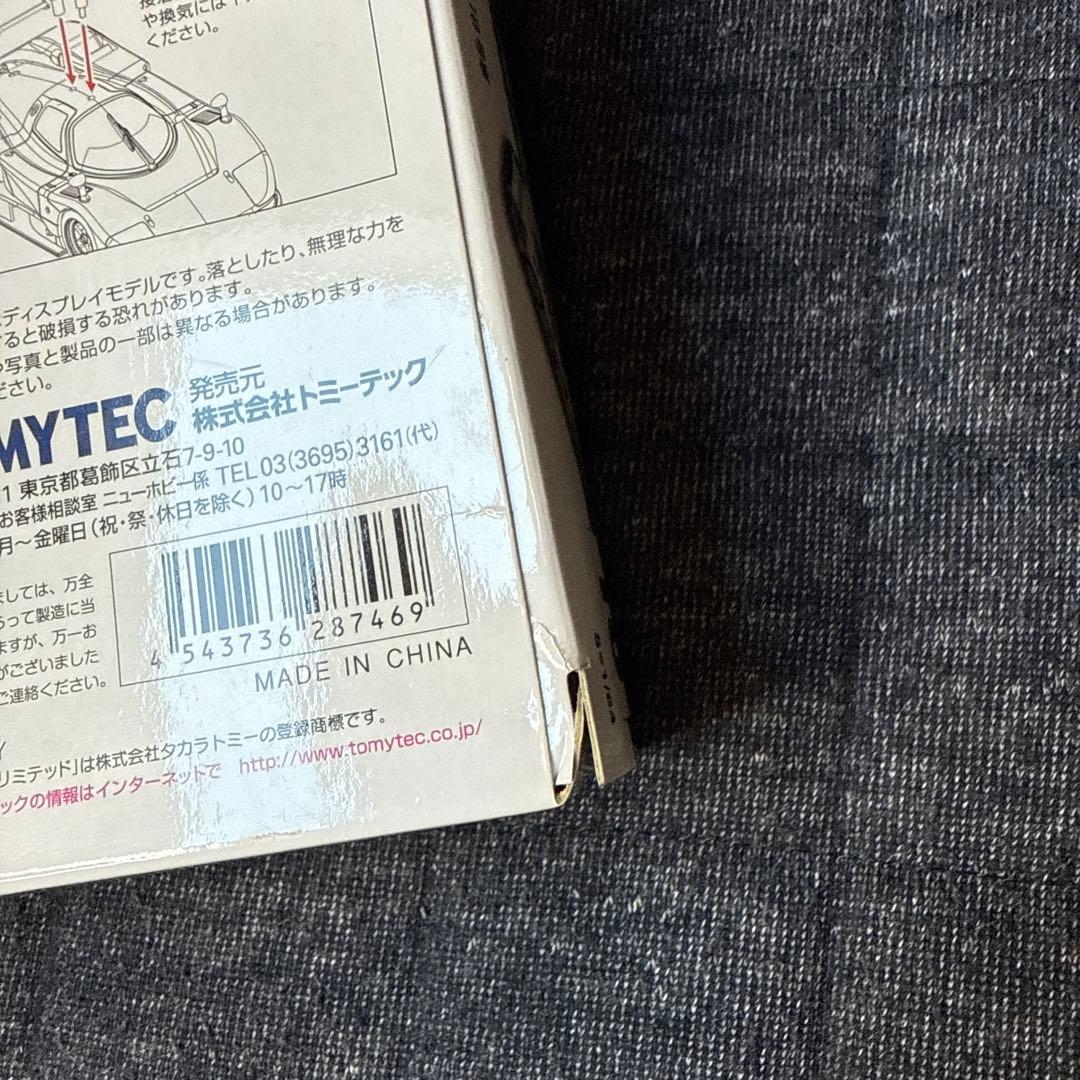 や換気には十分
ください。
ディスプレイモデルです。落としたり、無理な力を
すると破損する恐れがあります。
写真と製品の一部は異なる場合があります。
ださい。
MYTEC 発売元
株式会社トミーテック
1 東京都葛飾区立石7-9-10
お客様相談室 ニューホビー係 TEL 03(3695)3161(代)
月～金曜日(祝・祭・休日を除く)10～17時
ましては、万全
って製造に当
ますが、万一お
がございました
ご連絡ください。
4 543736 287469
MADE IN CHINA
リミテッド」は株式会社タカラトミーの登録商標です。
ックの情報はインターネットで http://www.tomytec.co.jp/